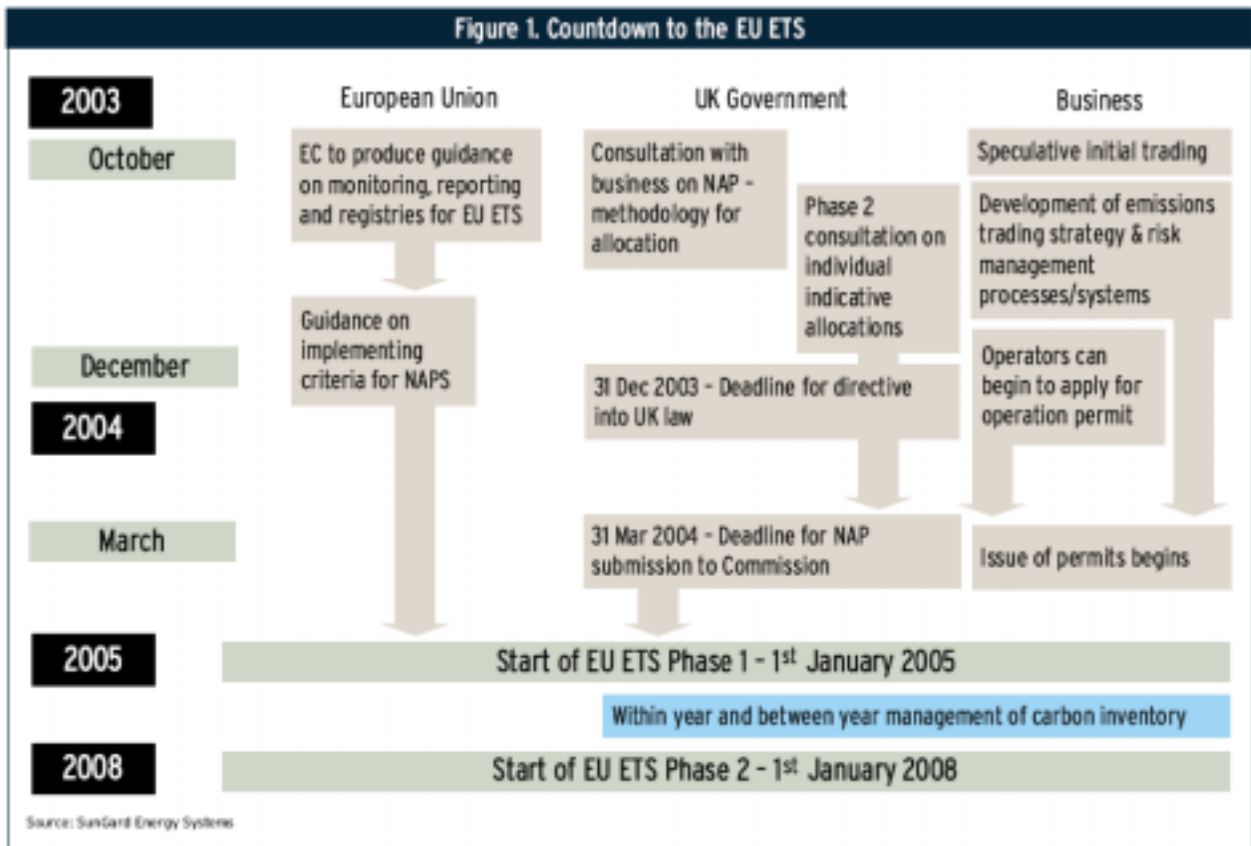 Figure 1. Countdown to the EU ETS
2003
European Union
UK Government
Business
October
EC to produce guidance
on monitoring, reporting
and registries for EU ETS
Consultation with
business on NAP -
methodology for
allocation
Phase 2
consultation on
individual
indicative
allocations
Speculative initial trading
Development of emissions
trading strategy & risk
management
processes/systems
Guidance on
implementing
criteria for NAPS
December
31 Dec 2003 - Deadline for directive
into UK law
Operators can
begin to apply for
operation permit
2004
March
31 Mar 2004 - Deadline for NAP
submission to Commission
Issue of permits begins
2005
Start of EU ETS Phase 1 - 1st January 2005
Within year and between year management of carbon inventory
2008
Start of EU ETS Phase 2 - 1st January 2008
Source: SunGard Energy Systems